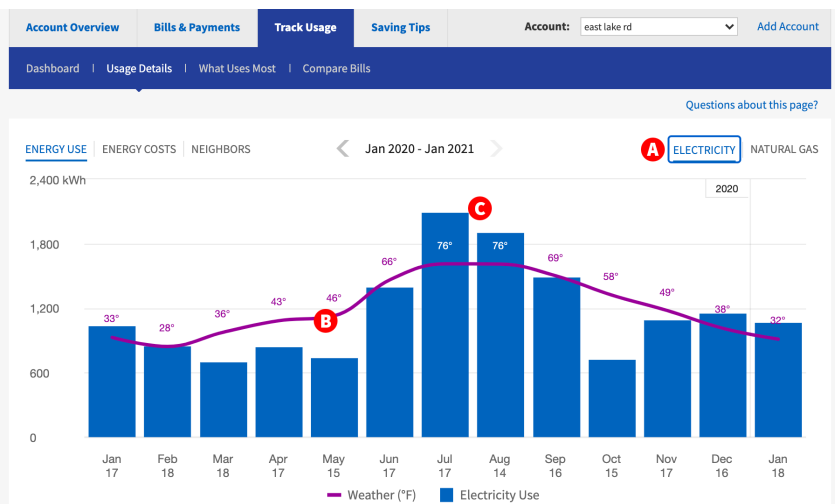 Account Overview Bills & Payments Track Usage Saving Tips Account: east lake rd Add Account
Dashboard | Usage Details | What Uses Most | Compare Bills
Questions about this page?
ENERGY USE ENERGY COSTS NEIGHBORS Jan 2020 - Jan 2021 A ELECTRICITY NATURAL GAS
2,400 kWh
2020
C
1,800
76° 76°
69°
66°
58°
49°
46°
43°
1,200
38°
36°
33°
32°
28°
B
600
0
Jan Feb Mar Apr May Jun Jul Aug Sep Oct Nov Dec Jan
17 18 18 17 15 17 17 14 16 15 17 16 18
Weather (°F) Electricity Use